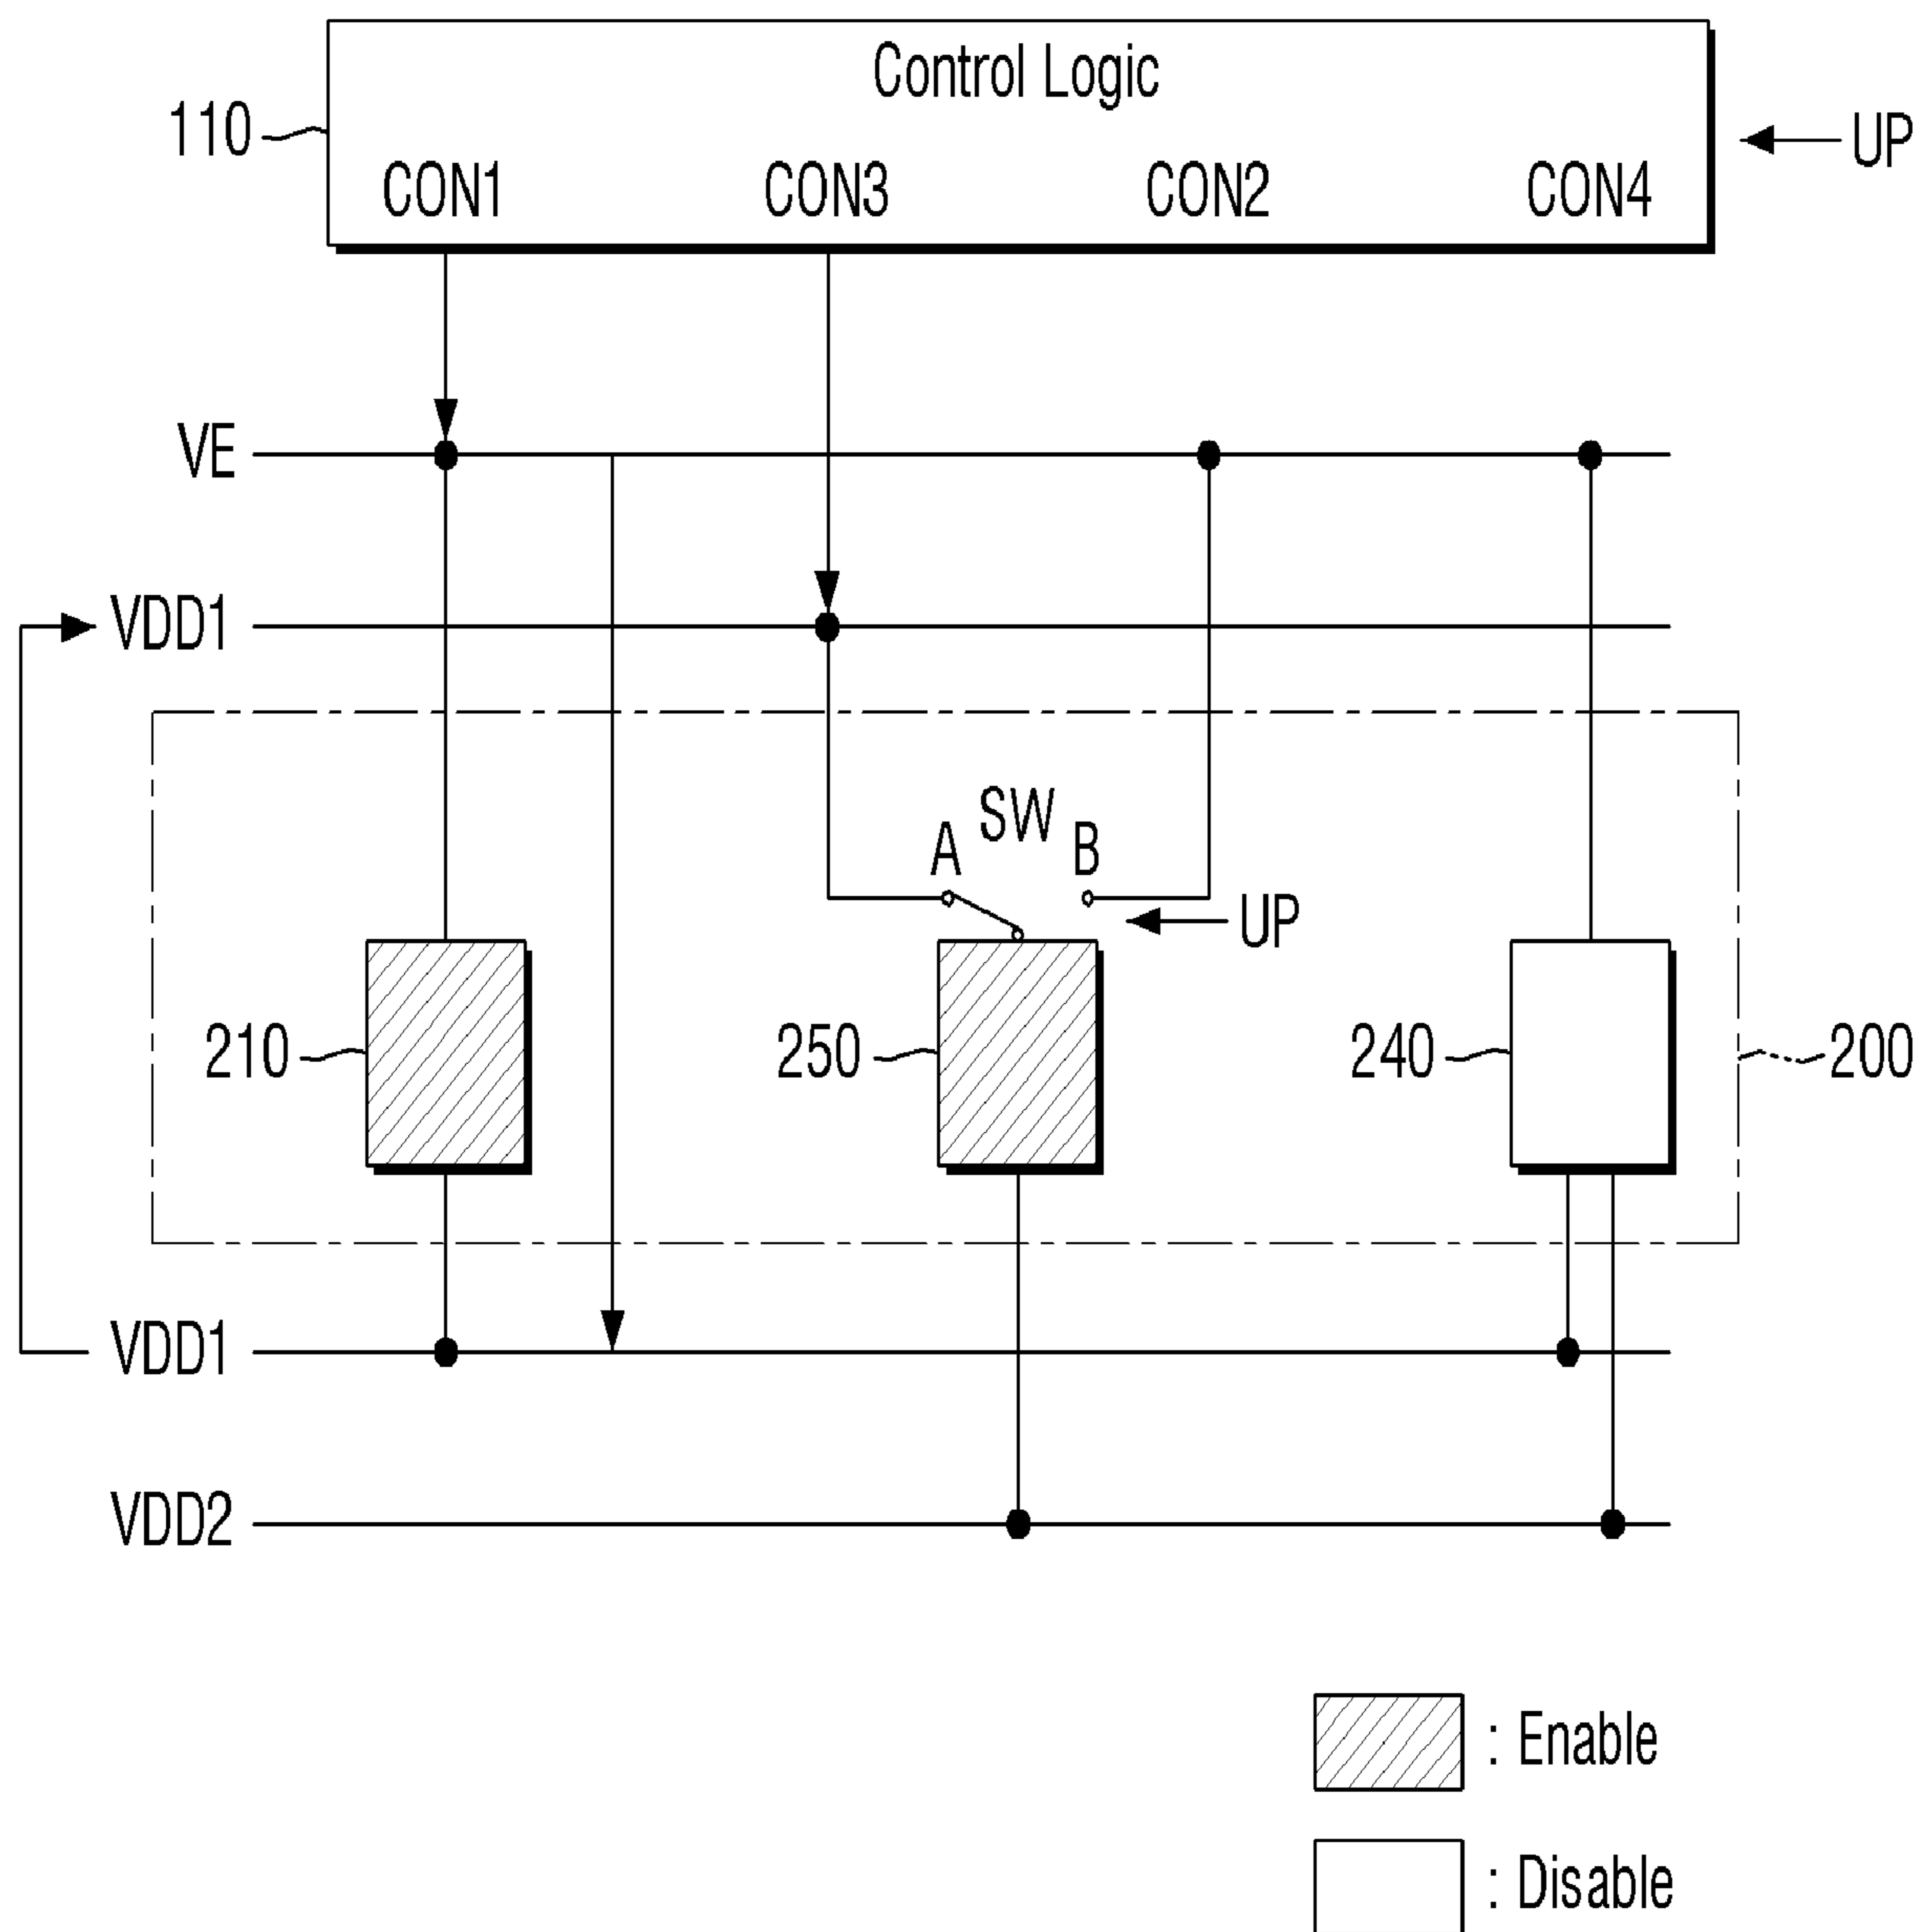 Control Logic
110
UP
CON1 CON3 CON2 CON4
VE
VDD1
SW
A B
UP
210 250 240 200
VDD1
VDD2
: Enable
: Disable